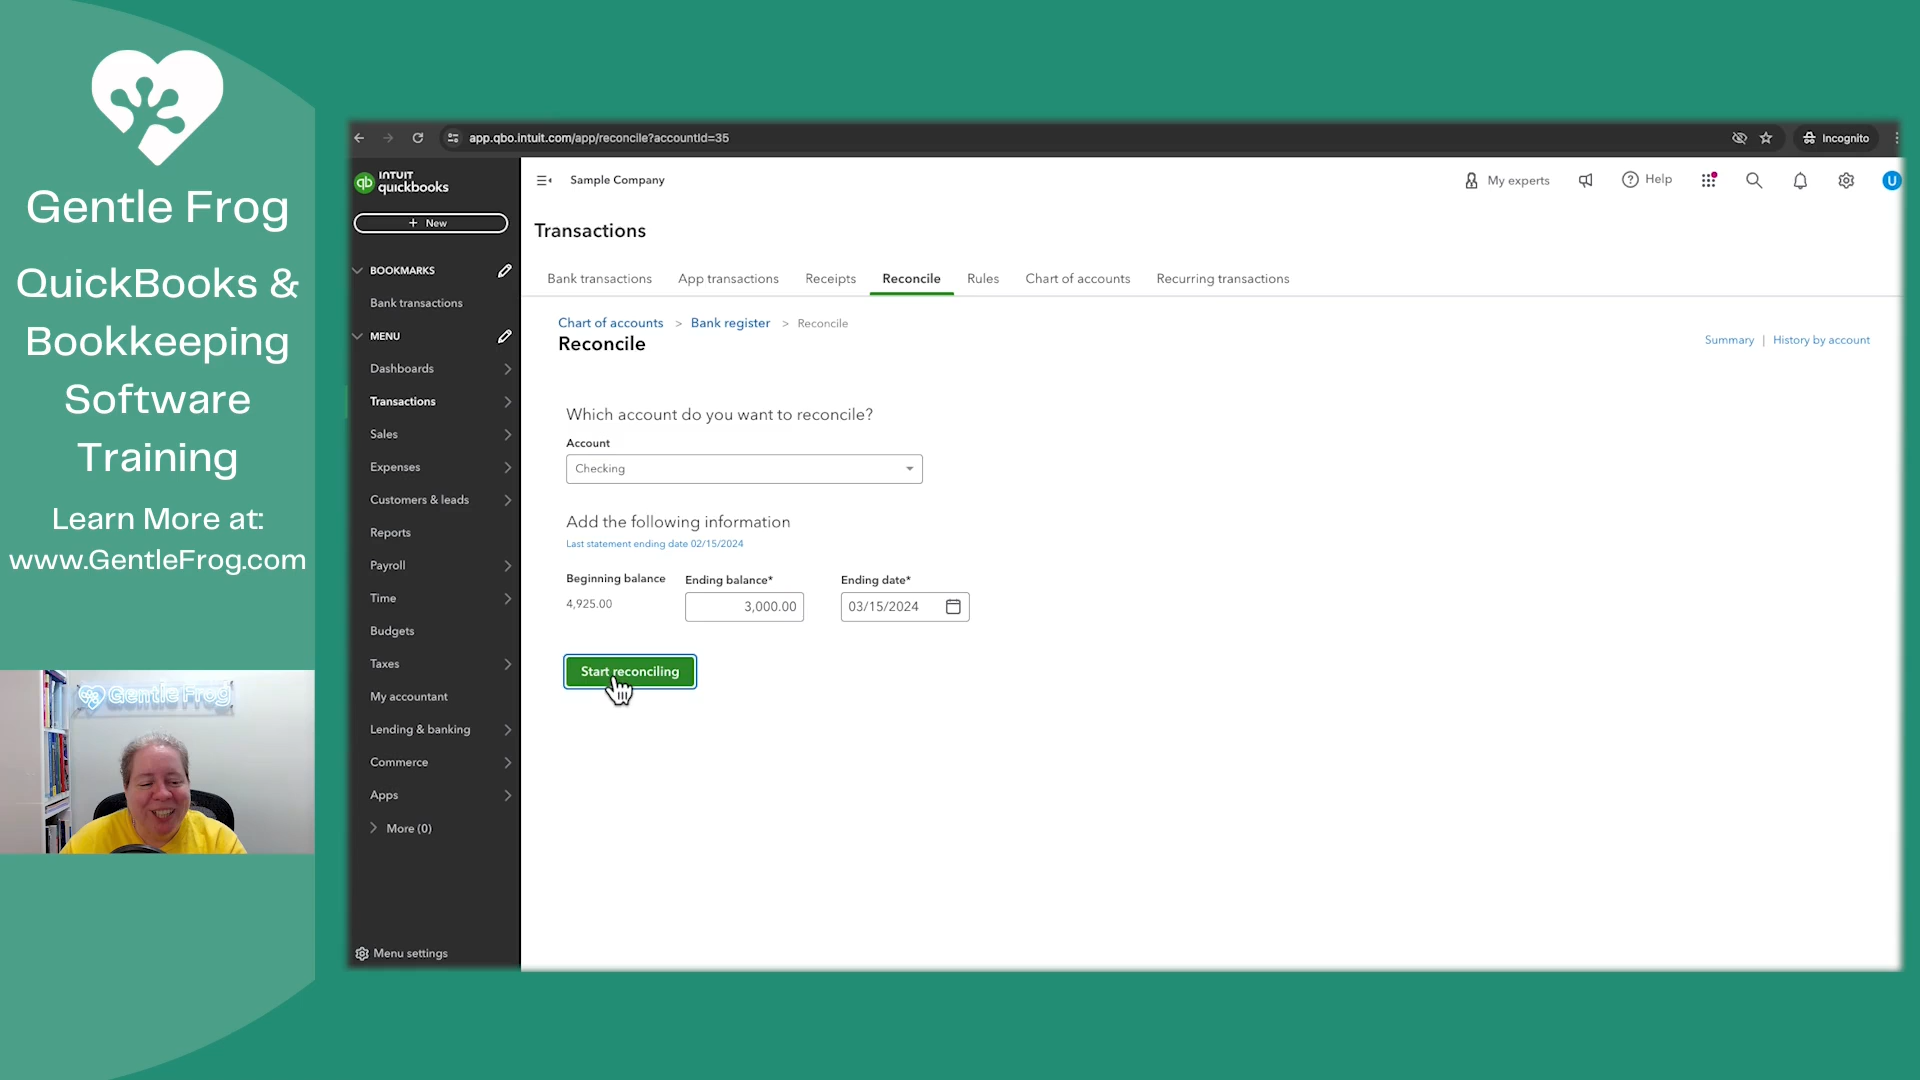 Gentle Frog
QuickBooks &
Bookkeeping
Software
Training
Learn More at:
www.GentleFrog.com
Gentle Frog
app.qbo.intuit.com/app/reconcile?accountId=35
Incognito
qb INTUIT quickbooks
+ New
BOOKMARKS
Bank transactions
MENU
Dashboards
Transactions
Sales
Expenses
Customers & leads
Reports
Payroll
Time
Budgets
Taxes
My accountant
Lending & banking
Commerce
Apps
More (0)
Menu settings
Sample Company
My experts
Help
U
Transactions
Bank transactions App transactions Receipts Reconcile Rules Chart of accounts Recurring transactions
Chart of accounts > Bank register > Reconcile
Reconcile
Summary | History by account
Which account do you want to reconcile?
Account
Checking
Add the following information
Last statement ending date 02/15/2024
Beginning balance Ending balance* Ending date*
4,925.00 3,000.00 03/15/2024
Start reconciling